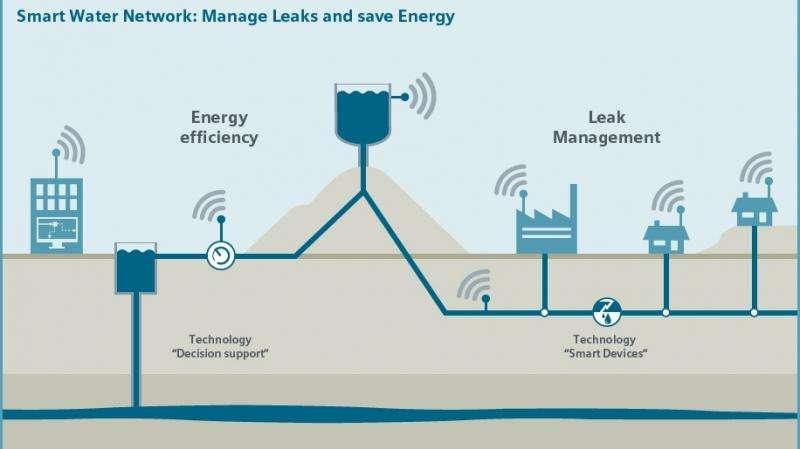 Smart Water Network: Manage Leaks and save Energy
Energy
efficiency
Leak
Management
Technology
“Decision support”
Technology
“Smart Devices”